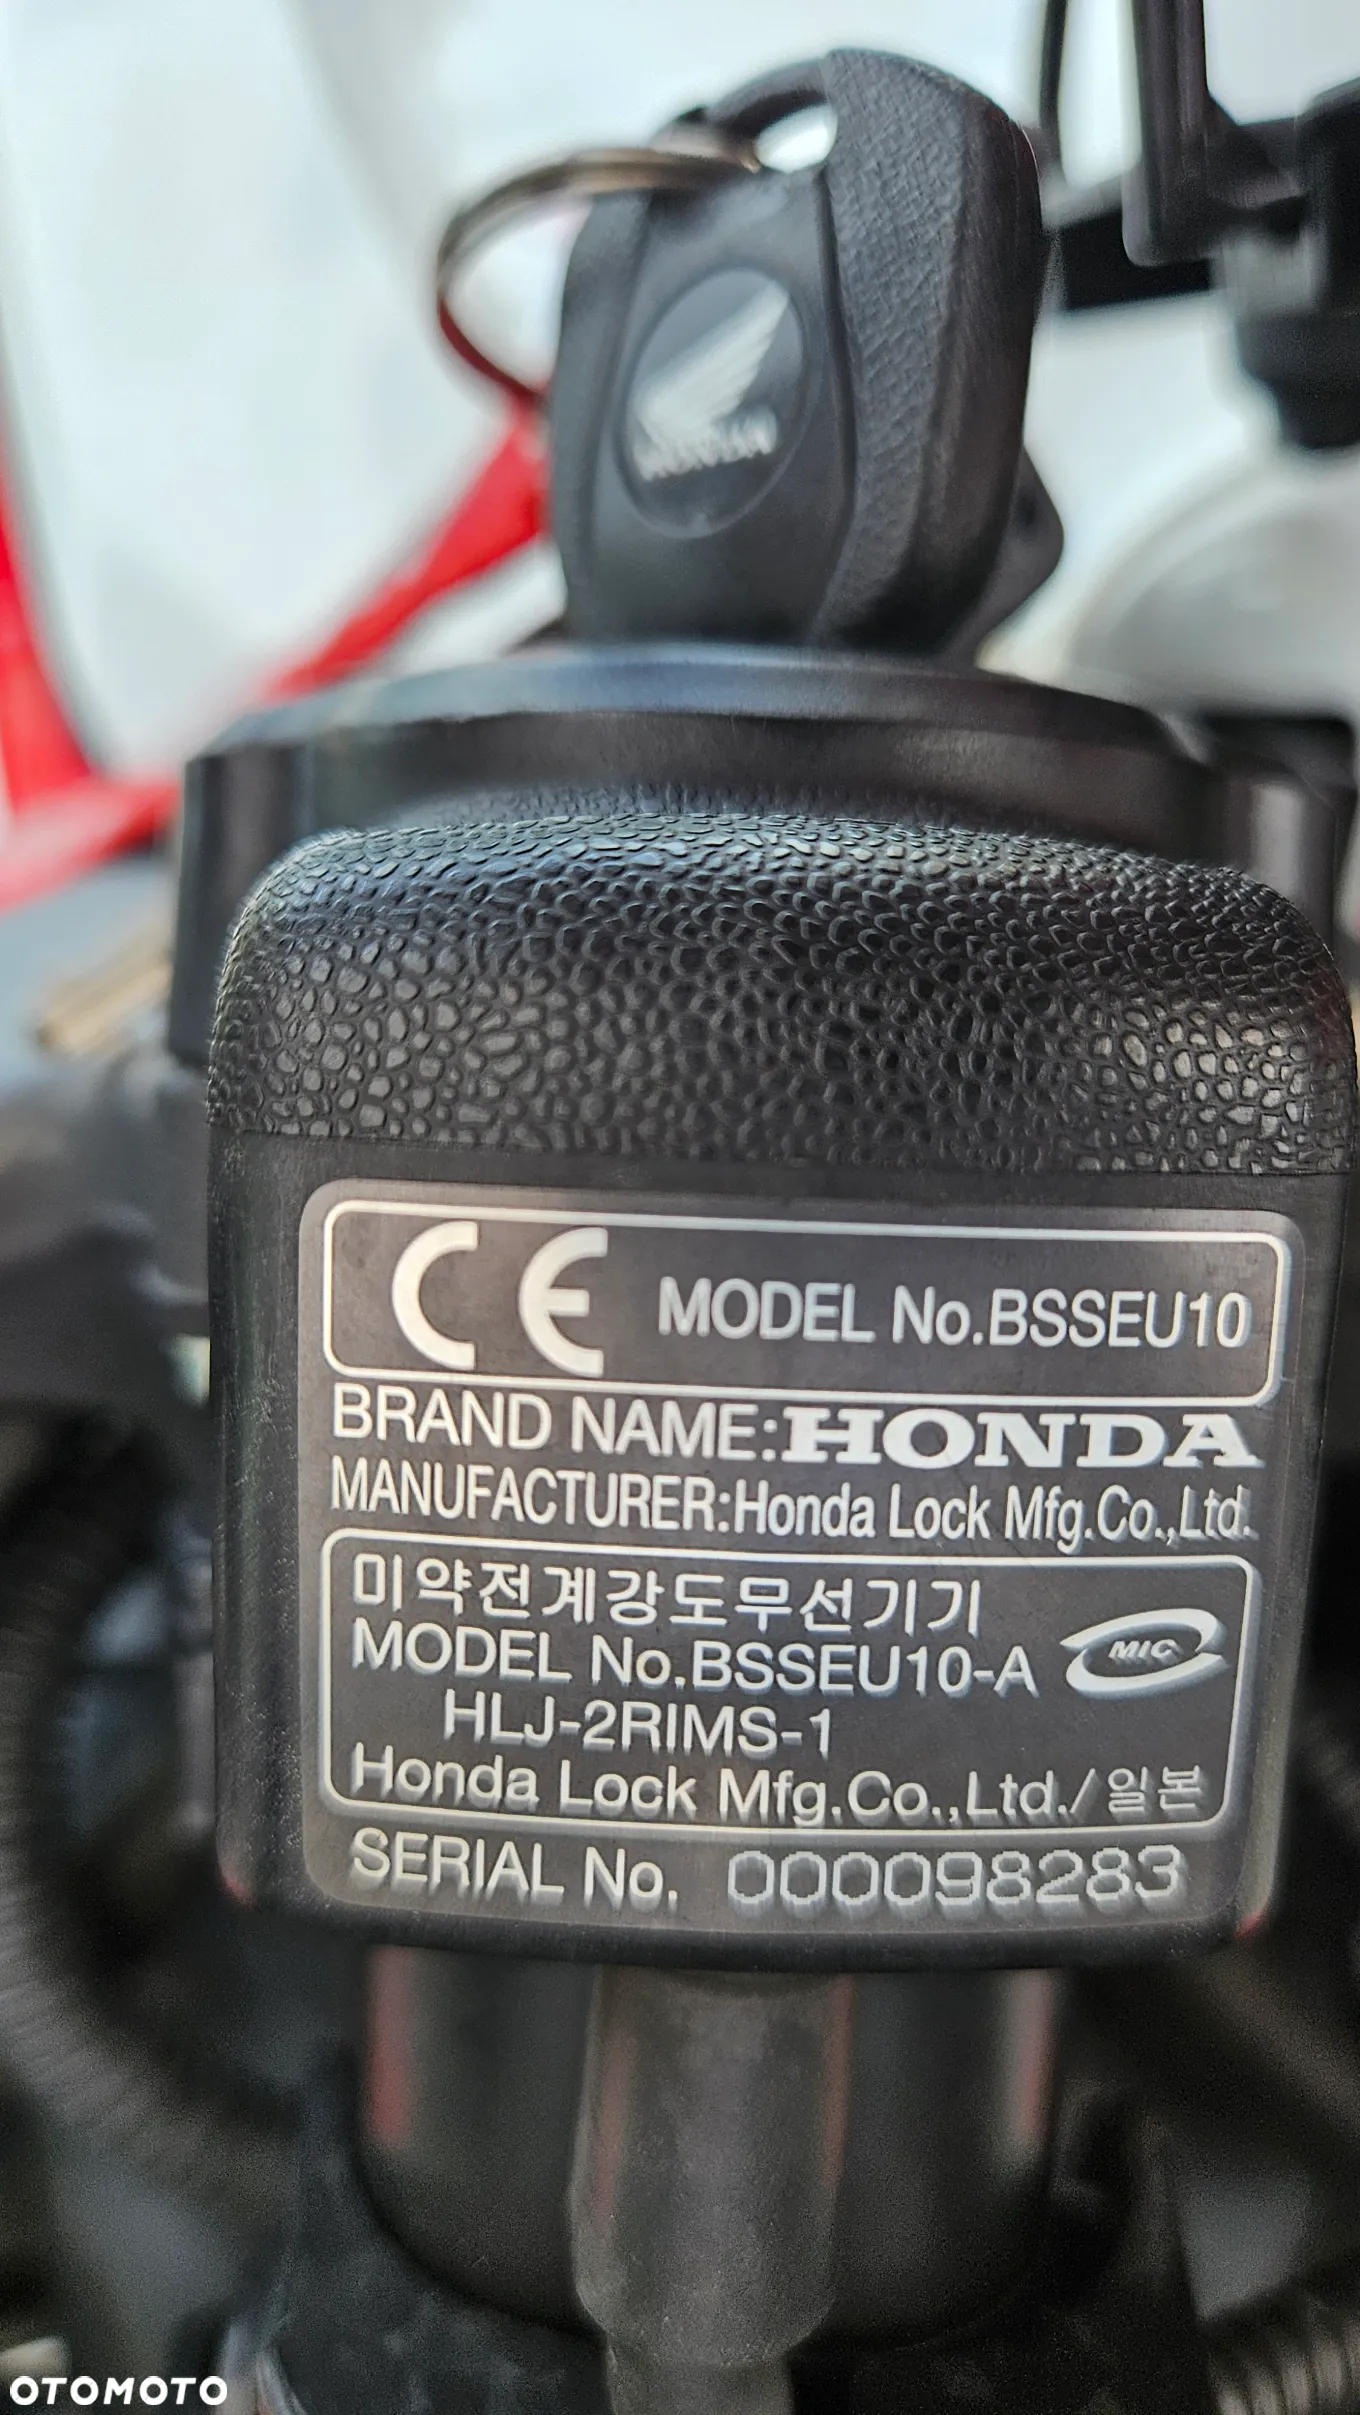 HONDA
CE MODEL No.BSSEU10
BRAND NAME:HONDA
MANUFACTURER:Honda Lock Mfg.Co.,Ltd.
미약전계강도무선기기
MODEL No.BSSEU10-A
MIC
HLJ-2RIMS-1
Honda Lock Mfg.Co.,Ltd./일본
SERIAL No. 000098283
OTOMOTO